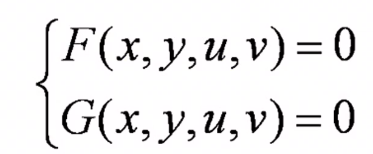 F(x, y, u, v) = 0
G(x, y, u, v) = 0